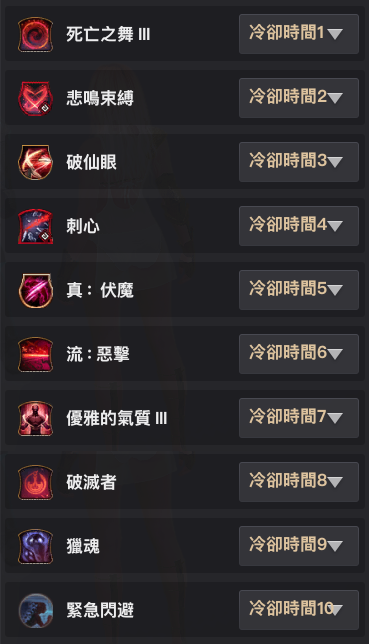 死亡之舞 III
冷卻時間1
悲鳴束縛
冷卻時間2
破仙眼
冷卻時間3
刺心
冷卻時間4
真 : 伏魔
冷卻時間5
流 : 惡擊
冷卻時間6
優雅的氣質 III
冷卻時間7
破滅者
冷卻時間8
獵魂
冷卻時間9
緊急閃避
冷卻時間10